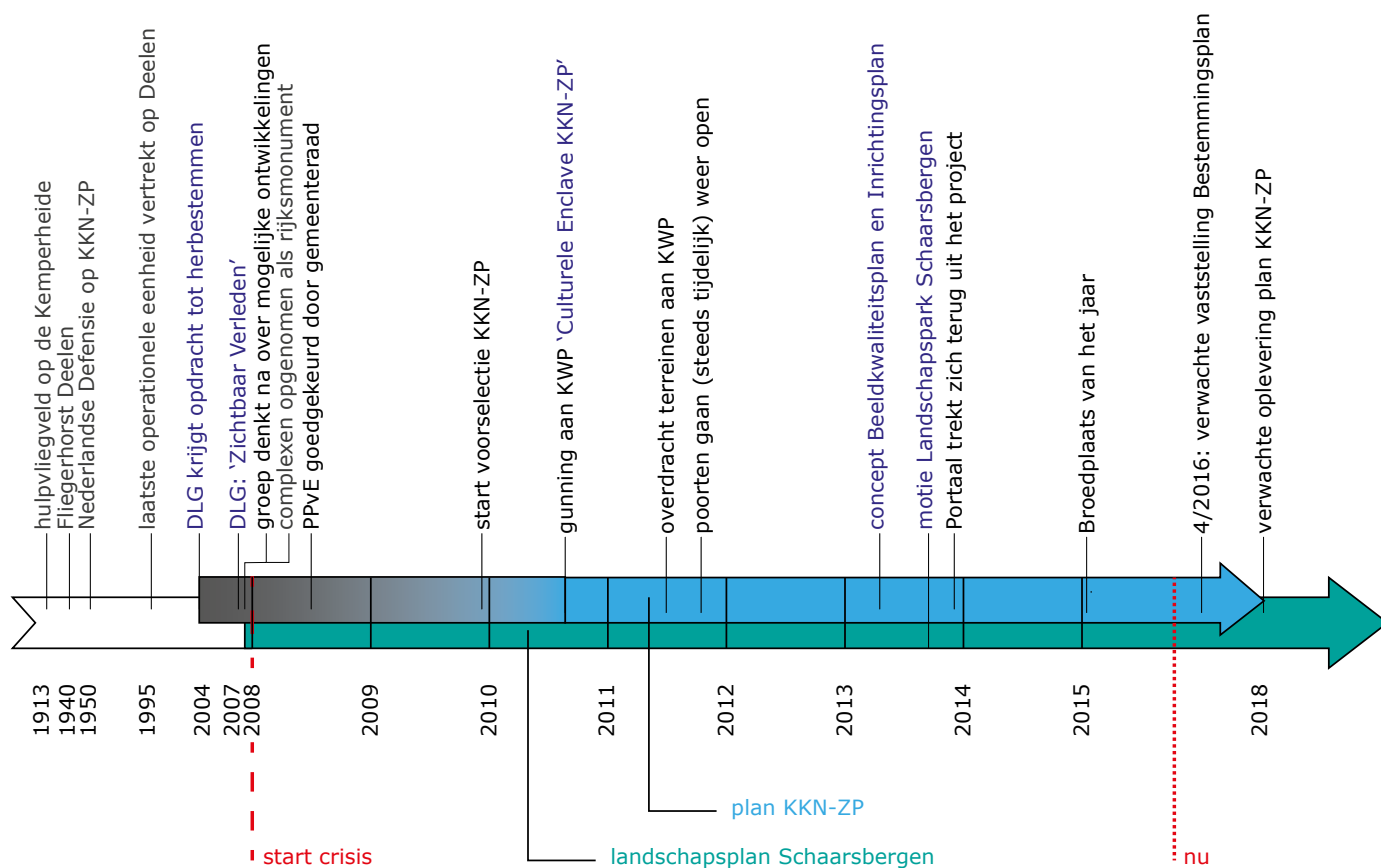 hulpvliegveld op de Kemperheide
Fliegerhorst Deelen
Nederlandse Defensie op KKN-ZP
laatste operationele eenheid vertrekt op Deelen
DLG krijgt opdracht tot herbestemmen
DLG: ‘Zichtbaar Verleden’
groep denkt na over mogelijke ontwikkelingen
complexen opgenomen als rijksmonument
PPvE goedgekeurd door gemeenteraad
start voorselectie KKN-ZP
gunning aan KWP ‘Culturele Enclave KKN-ZP’
overdracht terreinen aan KWP
poorten gaan (steeds tijdelijk) weer open
concept Beeldkwaliteitsplan en Inrichtingsplan
motie Landschapspark Schaarsbergen
Portaal trekt zich terug uit het project
Broedplaats van het jaar
4/2016: verwachte vaststelling Bestemmingsplan
verwachte oplevering plan KKN-ZP
1913
1940
1950
1995
2004
2007
2008
2009
2010
2011
2012
2013
2014
2015
2018
plan KKN-ZP
start crisis
landschapsplan Schaarsbergen
nu